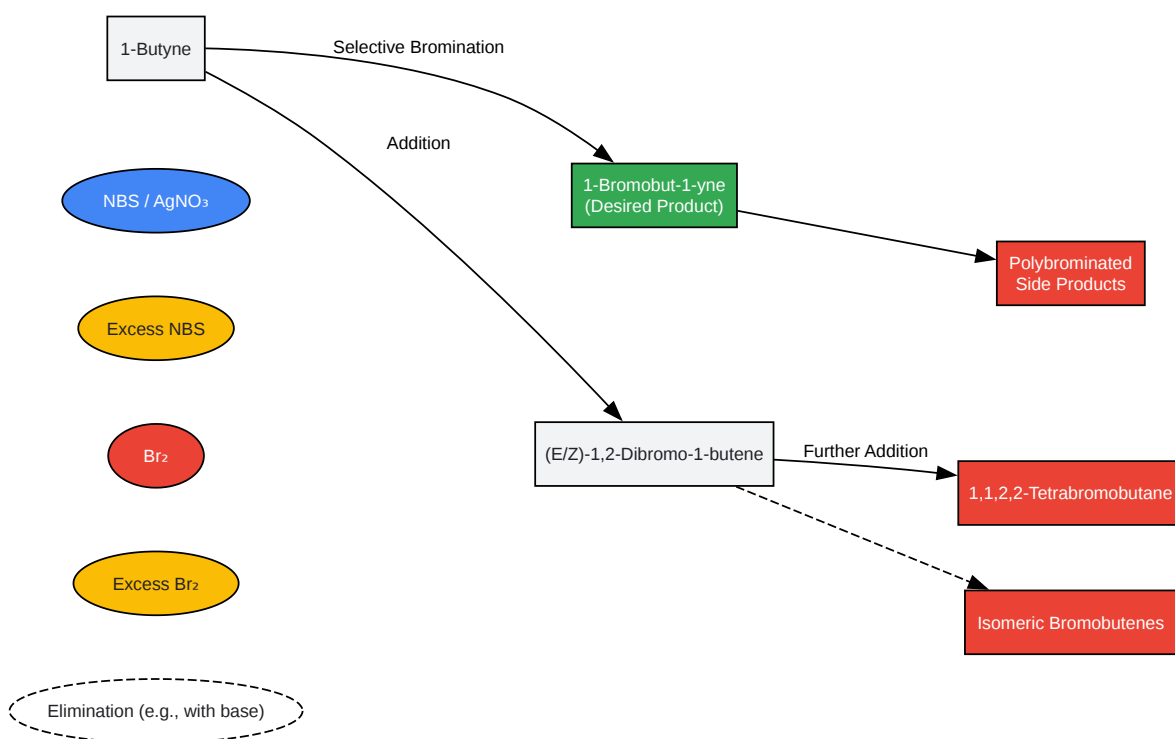 1-Butyne
Selective Bromination
Addition
NBS / AgNO₃
1-Bromobut-1-yne
(Desired Product)
Polybrominated
Side Products
Excess NBS
Br₂
(E/Z)-1,2-Dibromo-1-butene
Further Addition
1,1,2,2-Tetrabromobutane
Excess Br₂
Isomeric Bromobutenes
Elimination (e.g., with base)